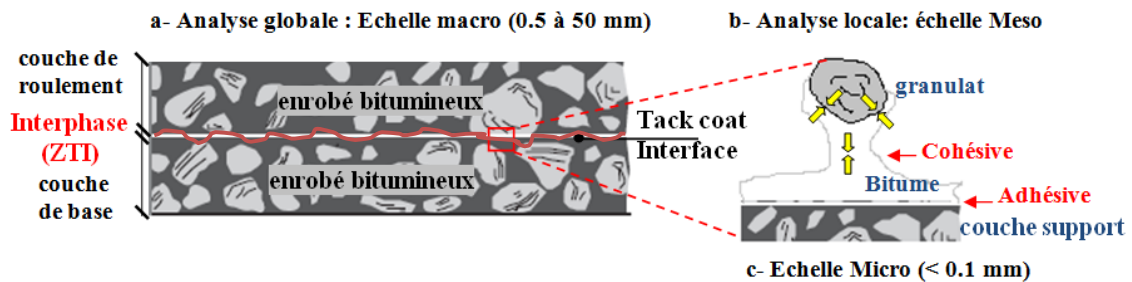 a- Analyse globale : Echelle macro (0.5 à 50 mm)
b- Analyse locale: échelle Meso
couche de
roulement
Interphase
(ZTI)
couche
de base
enrobé bitumineux
enrobé bitumineux
Tack coat
Interface
granulat
Cohésive
Bitume
Adhésive
couche support
c- Echelle Micro (< 0.1 mm)